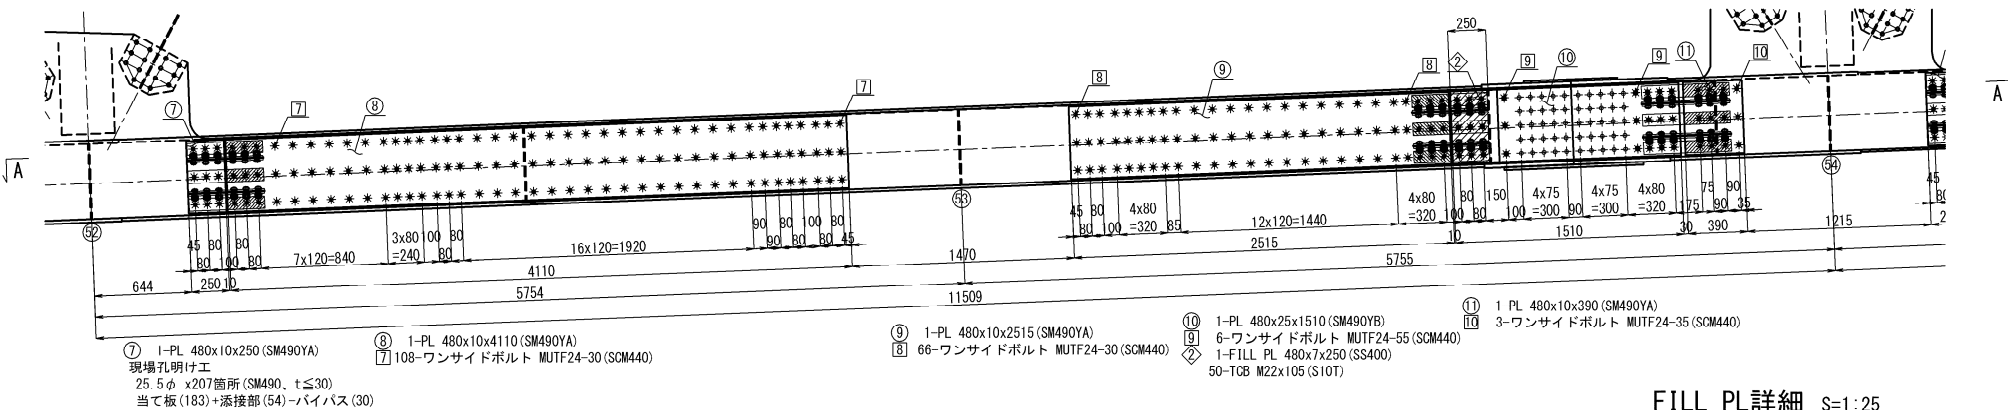 250
7
7
8
7
8
9
8
2
9
10
9
11
10
A
A
52
53
54
45 80 80
80 100 80
7x120=840
3x80
=240
100 80
80
16x120=1920
90 80 100 80
90 80 80 45
45 80
80 100
4x80
=320
85
12x120=1440
4x80
=320
80
100 80
150
100
4x75
=300
90
4x75
=300
4x80
=320
75 90
175 90 35
45
80
644
250
10
4110
1470
2515
10
1510
30
390
1215
5754
5755
11509
⑦ 1-PL 480x10x250(SM490YA)
現場孔明け工
25.5φ x207箇所(SM490、t≦30)
当て板(183)+添接部(54)-バイパス(30)
⑧ 1-PL 480x10x4110(SM490YA)
7 108-ワンサイドボルト MUTF24-30(SCM440)
⑨ 1-PL 480x10x2515(SM490YA)
8 66-ワンサイドボルト MUTF24-30(SCM440)
⑩ 1-PL 480x25x1510(SM490YB)
9 6-ワンサイドボルト MUTF24-55(SCM440)
2 1-FILL PL 480x7x250(SS400)
50-TCB M22x105(S10T)
⑪ 1 PL 480x10x390(SM490YA)
10 3-ワンサイドボルト MUTF24-35(SCM440)
FILL PL詳細 S=1:25